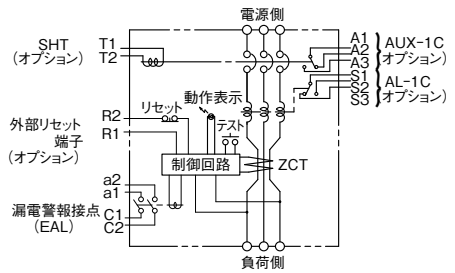 電源側
SHT
(オプション)
T1
T2
A1
A2
A3
AUX-1C
(オプション)
S1
S2
S3
AL-1C
(オプション)
動作表示
リセット
テスト
外部リセット
端子
(オプション)
R2
R1
制御回路
ZCT
a2
a1
C1
C2
漏電警報接点
(EAL)
負荷側